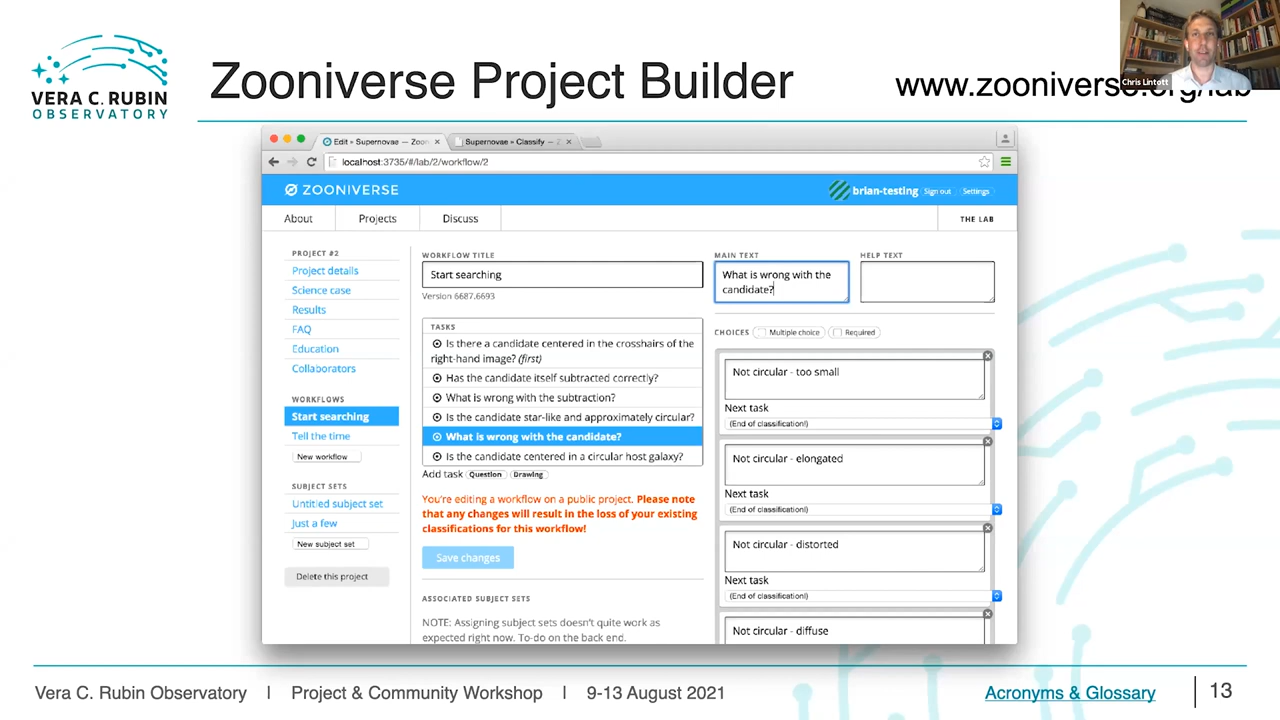 VERA C. RUBIN
OBSERVATORY
Zooniverse Project Builder
www.zooniverse.org/lab
Chris Lintott
Edit » Supernovae — Zoo
Supernovae » Classify — Z
localhost:3735/#/lab/2/workflow/2
ZOONIVERSE
brian-testing Sign out Settings
About Projects Discuss THE LAB
PROJECT #2
Project details
Science case
Results
FAQ
Education
Collaborators
WORKFLOWS
Start searching
Tell the time
New workflow
SUBJECT SETS
Untitled subject set
Just a few
New subject set
Delete this project
WORKFLOW TITLE
Start searching
Version 6687.6693
TASKS
Is there a candidate centered in the crosshairs of the
right-hand image? (first)
Has the candidate itself subtracted correctly?
What is wrong with the subtraction?
Is the candidate star-like and approximately circular?
What is wrong with the candidate?
Is the candidate centered in a circular host galaxy?
Add task Question Drawing
You're editing a workflow on a public project. Please note
that any changes will result in the loss of your existing
classifications for this workflow!
Save changes
ASSOCIATED SUBJECT SETS
NOTE: Assigning subject sets doesn't quite work as
expected right now. To-do on the back end.
MAIN TEXT
What is wrong with the
candidate?
HELP TEXT
CHOICES Multiple choice Required
Not circular - too small
Next task
(End of classification!)
Not circular - elongated
Next task
(End of classification!)
Not circular - distorted
Next task
(End of classification!)
Not circular - diffuse
Vera C. Rubin Observatory | Project & Community Workshop | 9-13 August 2021
Acronyms & Glossary
13